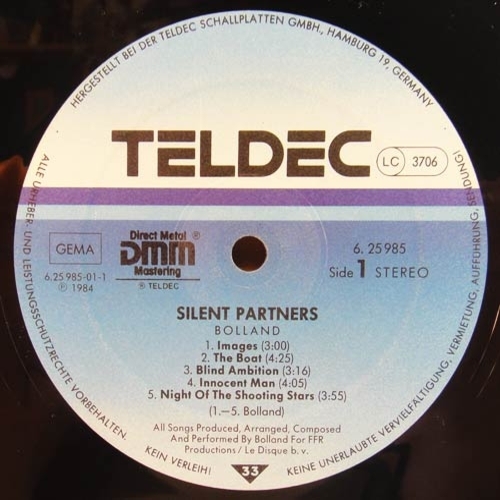 HERGESTELLT BEI DER TELDEC SCHALLPLATTEN GMBH, HAMBURG 19, GERMANY
TELDEC
LC 3706
GEMA
Direct Metal ®
DMM
Mastering
® TELDEC
6.25985-01-1
℗ 1984
6. 25985
Side 1 STEREO
SILENT PARTNERS
BOLLAND
1. Images (3:00)
2. The Boat (4:25)
3. Blind Ambition (3:16)
4. Innocent Man (4:05)
5. Night Of The Shooting Stars (3:55)
(1.—5. Bolland)
All Songs Produced, Arranged, Composed
And Performed By Bolland For FFR
Productions / Le Disque b. v.
33
ALLE URHEBER- UND LEISTUNGSSCHUTZRECHTE VORBEHALTEN.
KEIN VERLEIH!
KEINE UNERLAUBTE VERVIELFÄLTIGUNG, VERMIETUNG, AUFFÜHRUNG, SENDUNG!